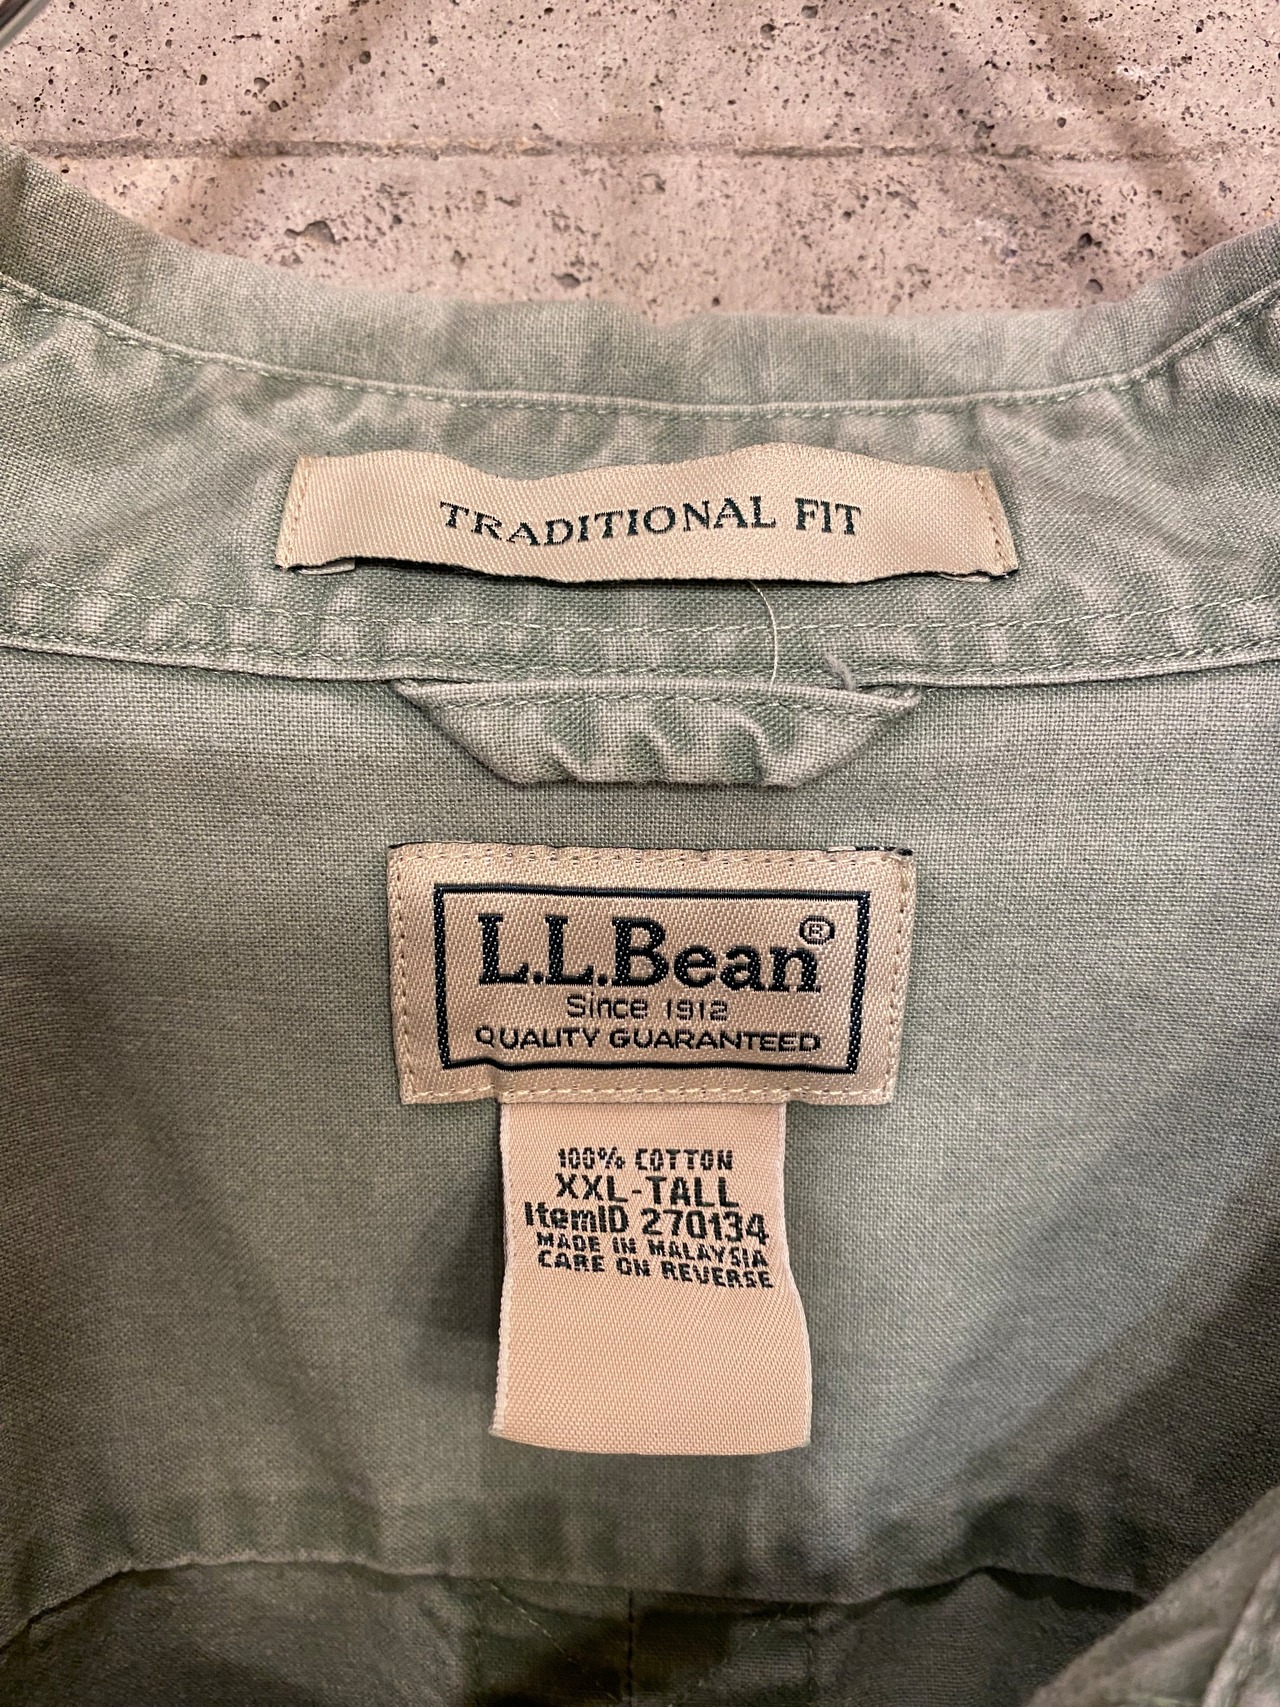 TRADITIONAL FIT
L.L.Bean®
Since 1912
QUALITY GUARANTEED
100% COTTON
XXL-TALL
ItemID 270134
MADE IN MALAYSIA
CARE ON REVERSE